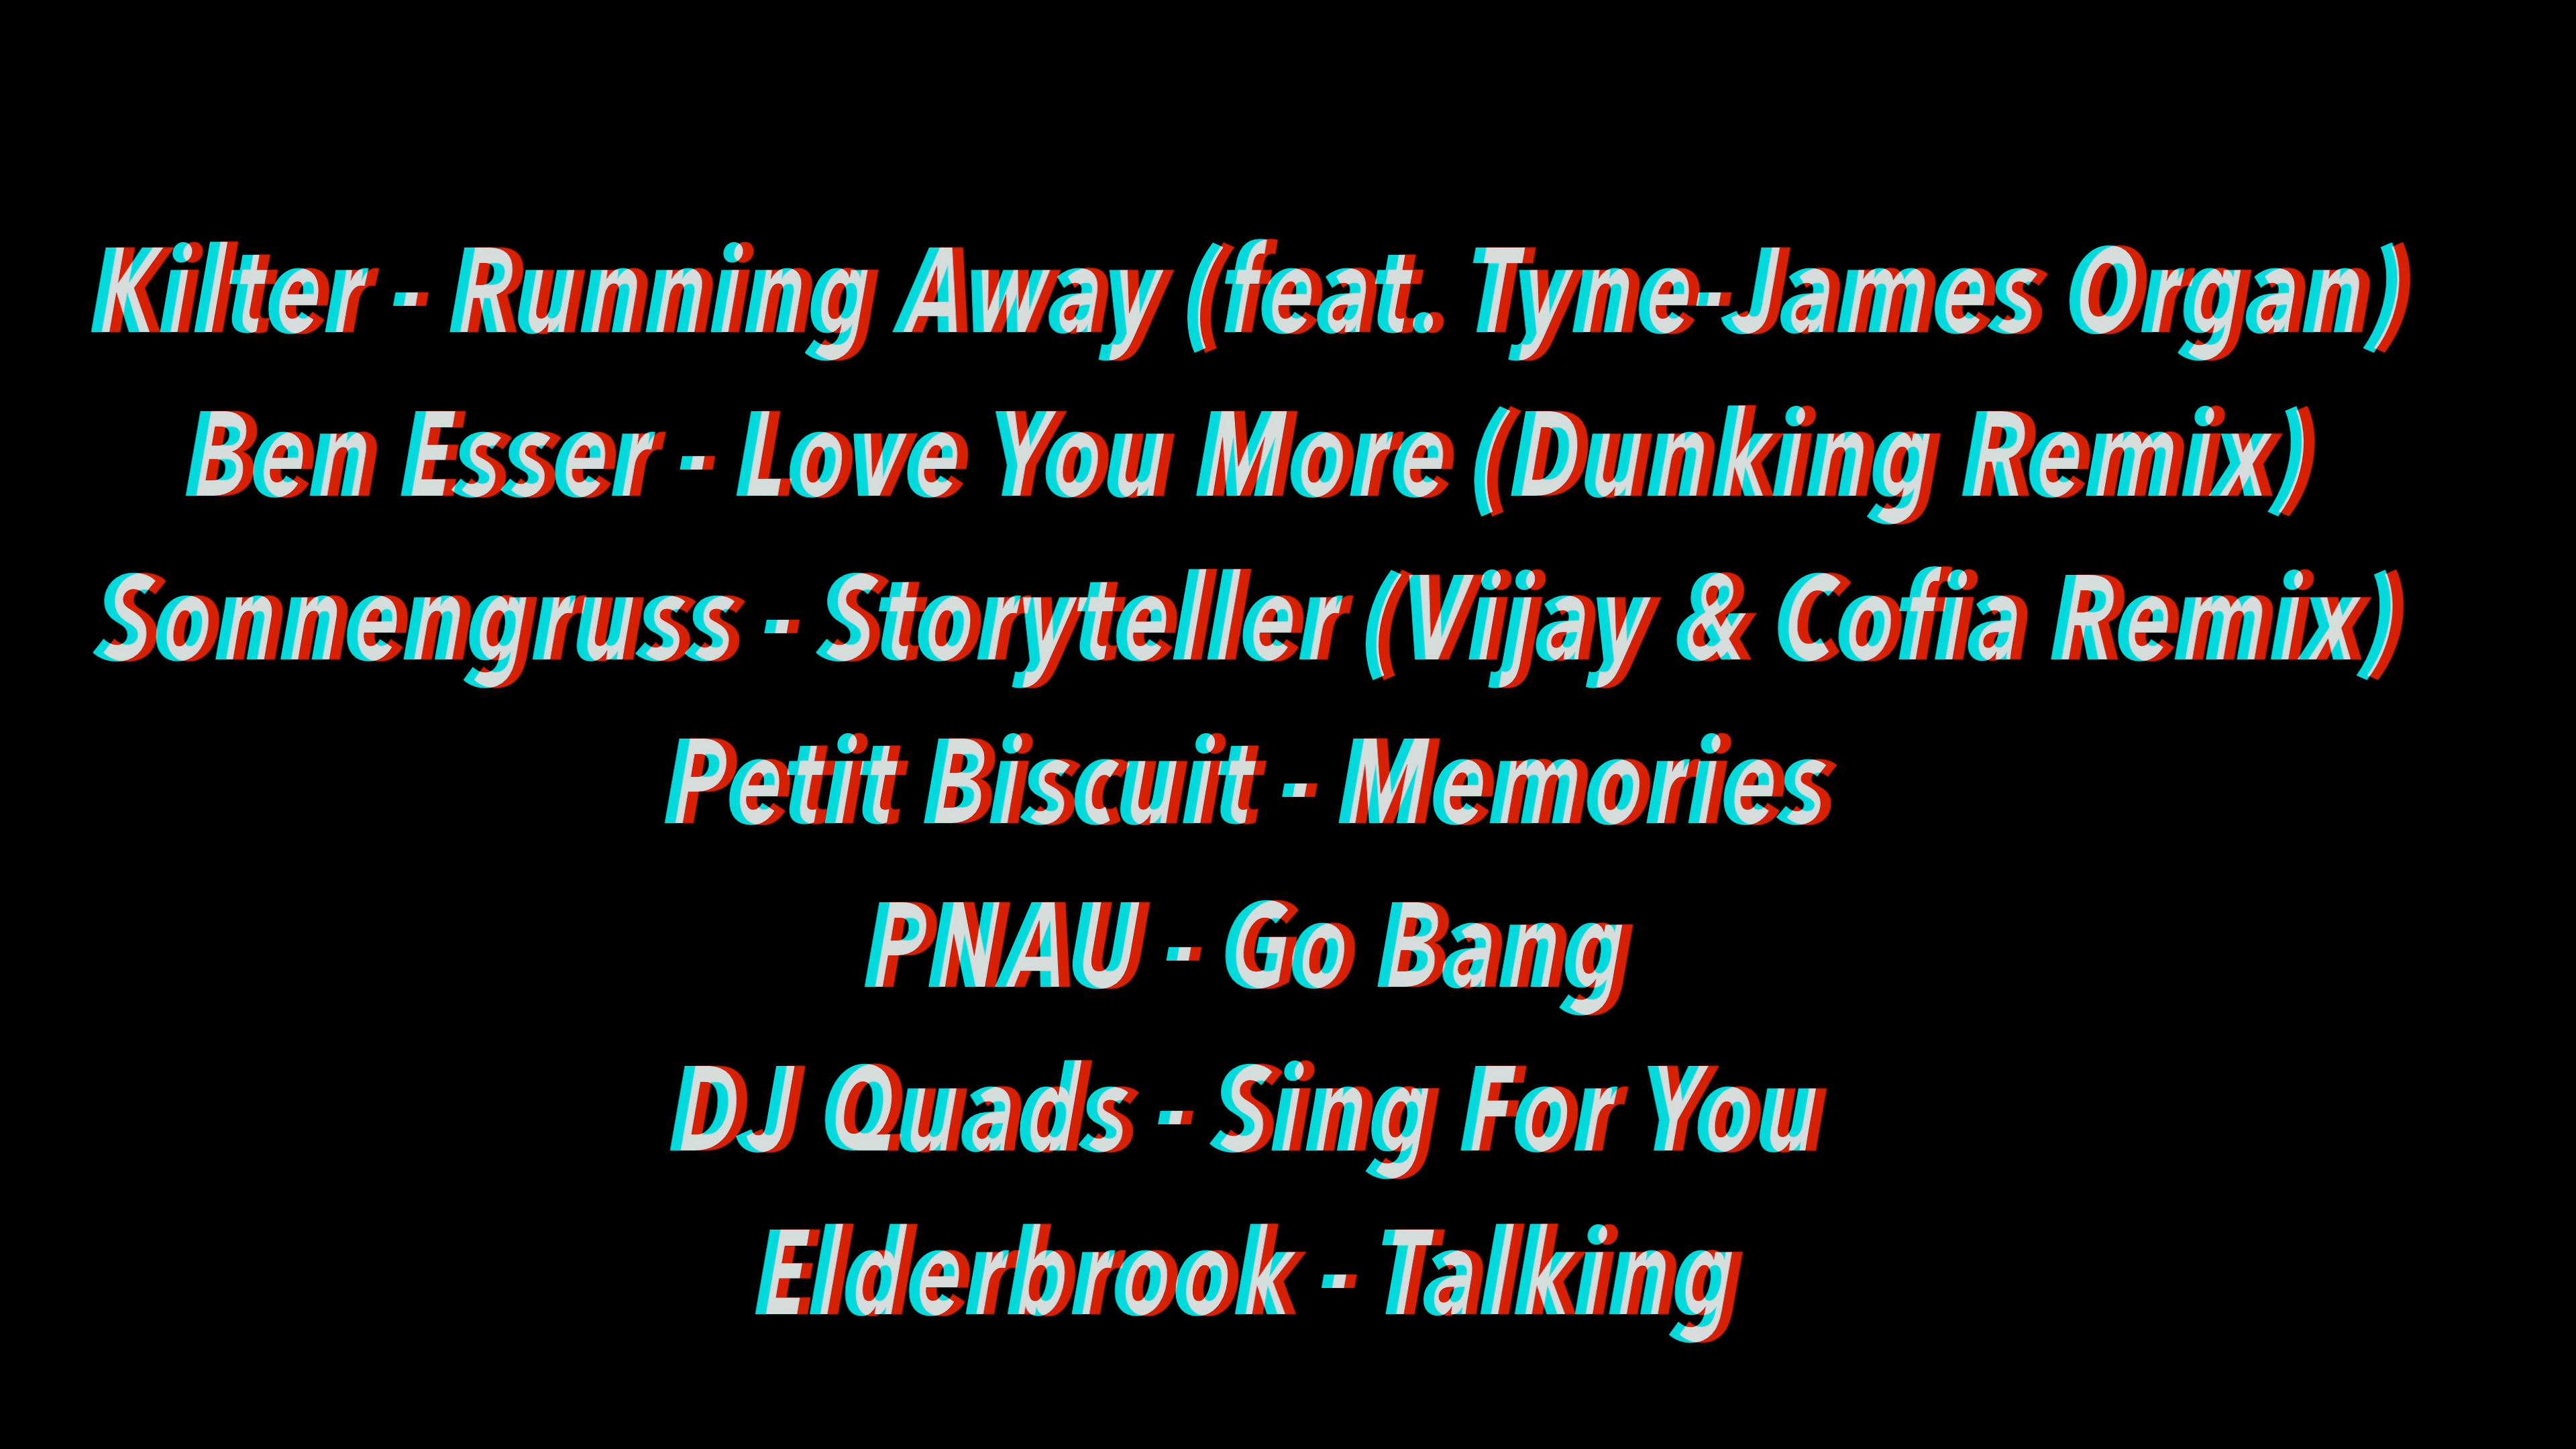 Kilter - Running Away (feat. Tyne-James Organ)
Ben Esser - Love You More (Dunking Remix)
Sonnengruss - Storyteller (Vijay & Cofia Remix)
Petit Biscuit - Memories
PNAU - Go Bang
DJ Quads - Sing For You
Elderbrook - Talking